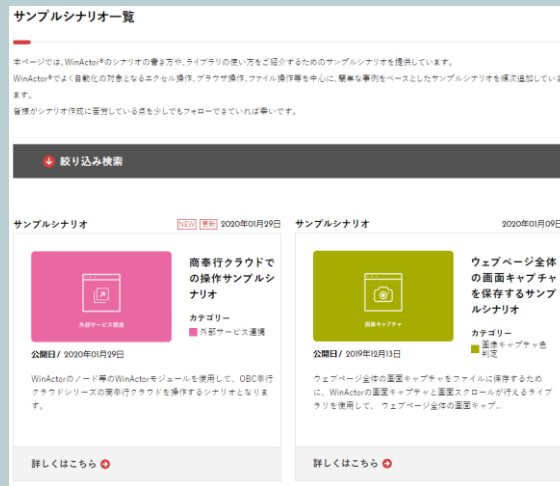 サンプルシナリオ一覧
本ページでは、WinActor®のシナリオの書き方や、ライブラリの使い方をご紹介するためのサンプルシナリオを提供しています。
WinActor®でよく自動化の対象となるエクセル操作、ブラウザ操作、ファイル操作等を中心に、簡単な事例をベースとしたサンプルシナリオを順次追加していき
ます。
皆様がシナリオ作成に苦労している点を少しでもフォローできていれば幸いです。
絞り込み検索
サンプルシナリオ NEW 更新 2020年01月29日
商奉行クラウドで
の操作サンプルシ
ナリオ
カテゴリー
外部サービス連携
外部サービス連携
公開日/ 2020年01月29日
WinActorのノード等のWinActorモジュールを使用して、OBC奉行
クラウドシリーズの商奉行クラウドを操作するシナリオとなりま
す。
詳しくはこちら
サンプルシナリオ 2020年01月09日
ウェブページ全体
の画面キャプチャ
を保存するサンプ
ルシナリオ
カテゴリー
画像キャプチャ色
判定
画像キャプチャ
公開日/ 2019年12月13日
ウェブページ全体の画面キャプチャをファイルに保存するため
に、WinActorの画面キャプチャと画面スクロールが行えるライブ
ラリを使用して、 ウェブページ全体の画面キャプ...
詳しくはこちら